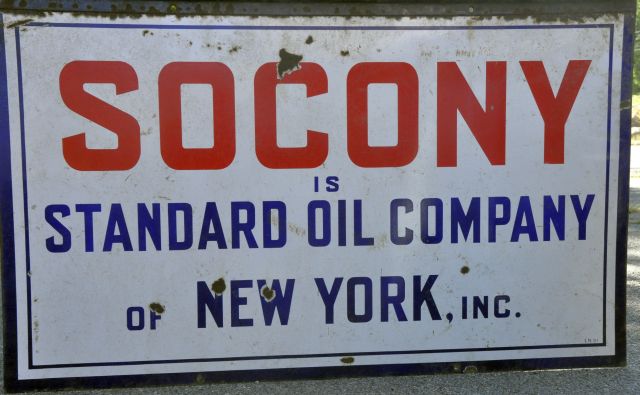 SOCONY
IS
STANDARD OIL COMPANY
OF NEW YORK, INC.